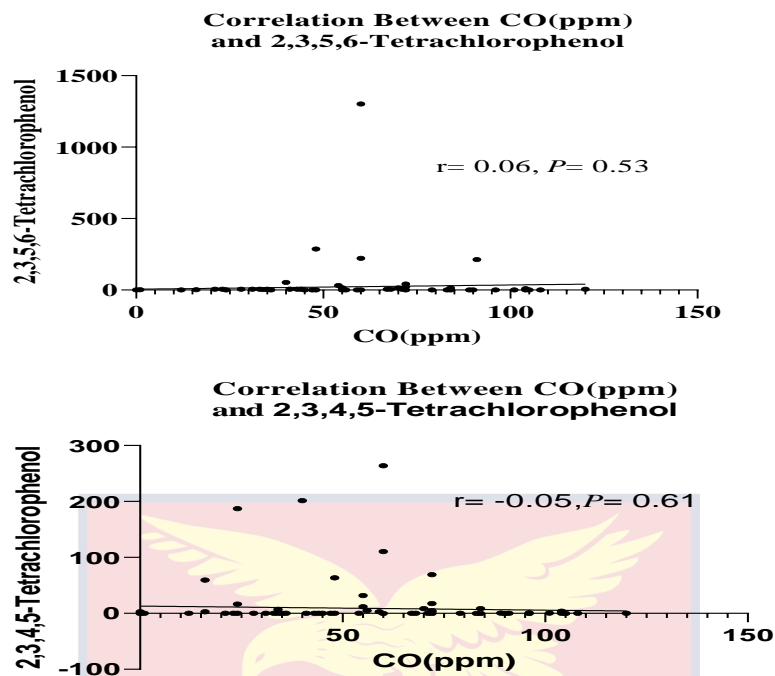 Correlation Between CO(ppm)
and 2,3,5,6-Tetrachlorophenol
1500
1000
500
0
2,3,5,6-Tetrachlorophenol
r= 0.06, P= 0.53
0
50
100
150
CO(ppm)
Correlation Between CO(ppm)
and 2,3,4,5-Tetrachlorophenol
300
200
100
0
-100
2,3,4,5-Tetrachlorophenol
r= -0.05,P= 0.61
50
100
150
CO(ppm)